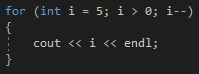 for (int i = 5; i > 0; i--)
{
    cout << i << endl;
}